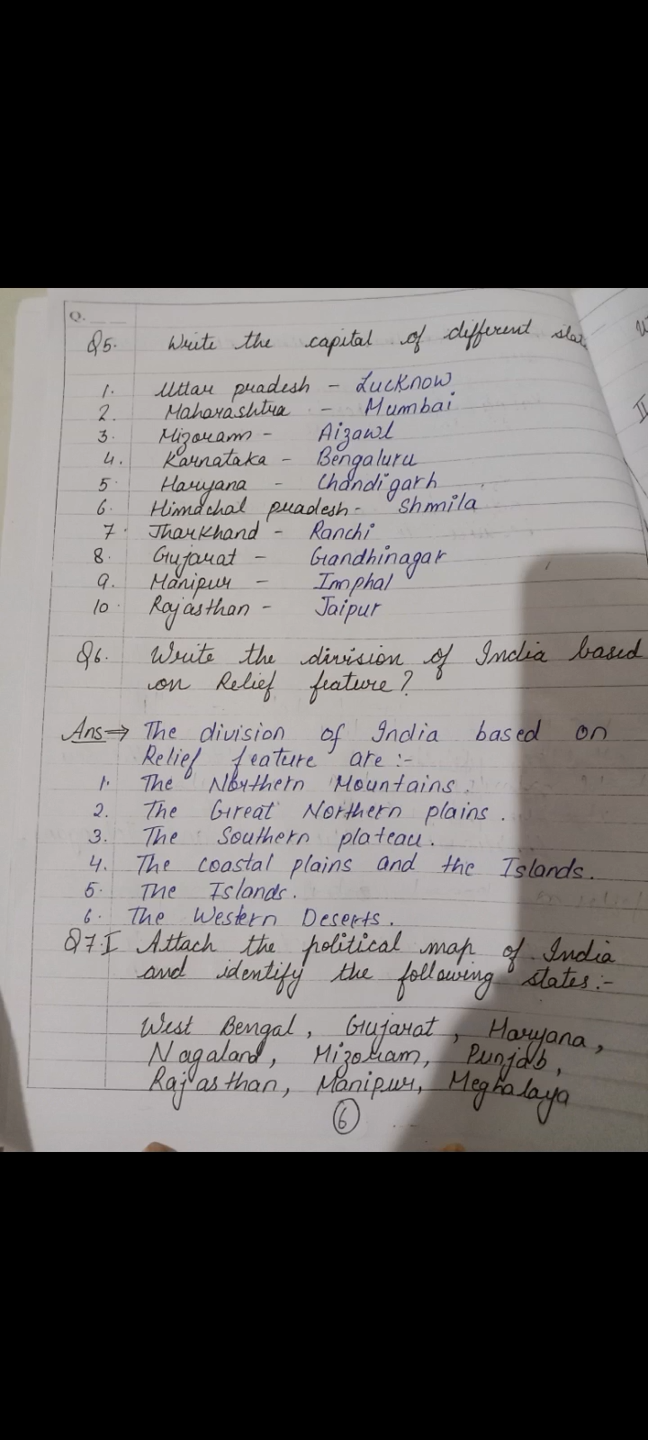 Q.
Q5. Write the capital of different stat
1. Uttar pradesh - Lucknow
2. Maharashtra - Mumbai
3. Mizoram - Aizawl
4. Karnataka - Bengaluru
5. Haryana - Chandigarh
6. Himachal pradesh - Shmila
7. Jharkhand - Ranchi
8. Gujarat - Grandhinagar
9. Manipur - Imphal
10. Rajasthan - Jaipur
Q6. Write the division of India based
on Relief feature?
Ans⇒ The division of India based on
Relief feature are :-
1. The Northern Mountains.
2. The Great Northern plains.
3. The Southern plateau.
4. The coastal plains and the Islands.
5. The Islands.
6. The Western Deserts.
Q7.I Attach the political map of India
and identify the following states :-
West Bengal, Gujarat, Haryana,
Nagaland, Mizoram, Punjab,
Rajasthan, Manipur, Meghalaya
6